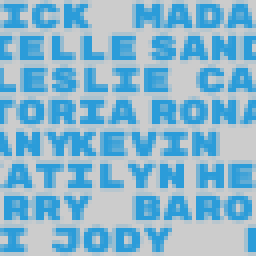 ICK MADA
IELLE SAND
LESLIE CA
TORIA RONA
ANYKEVIN
ATILYN HE
RRY BARO
I JODY